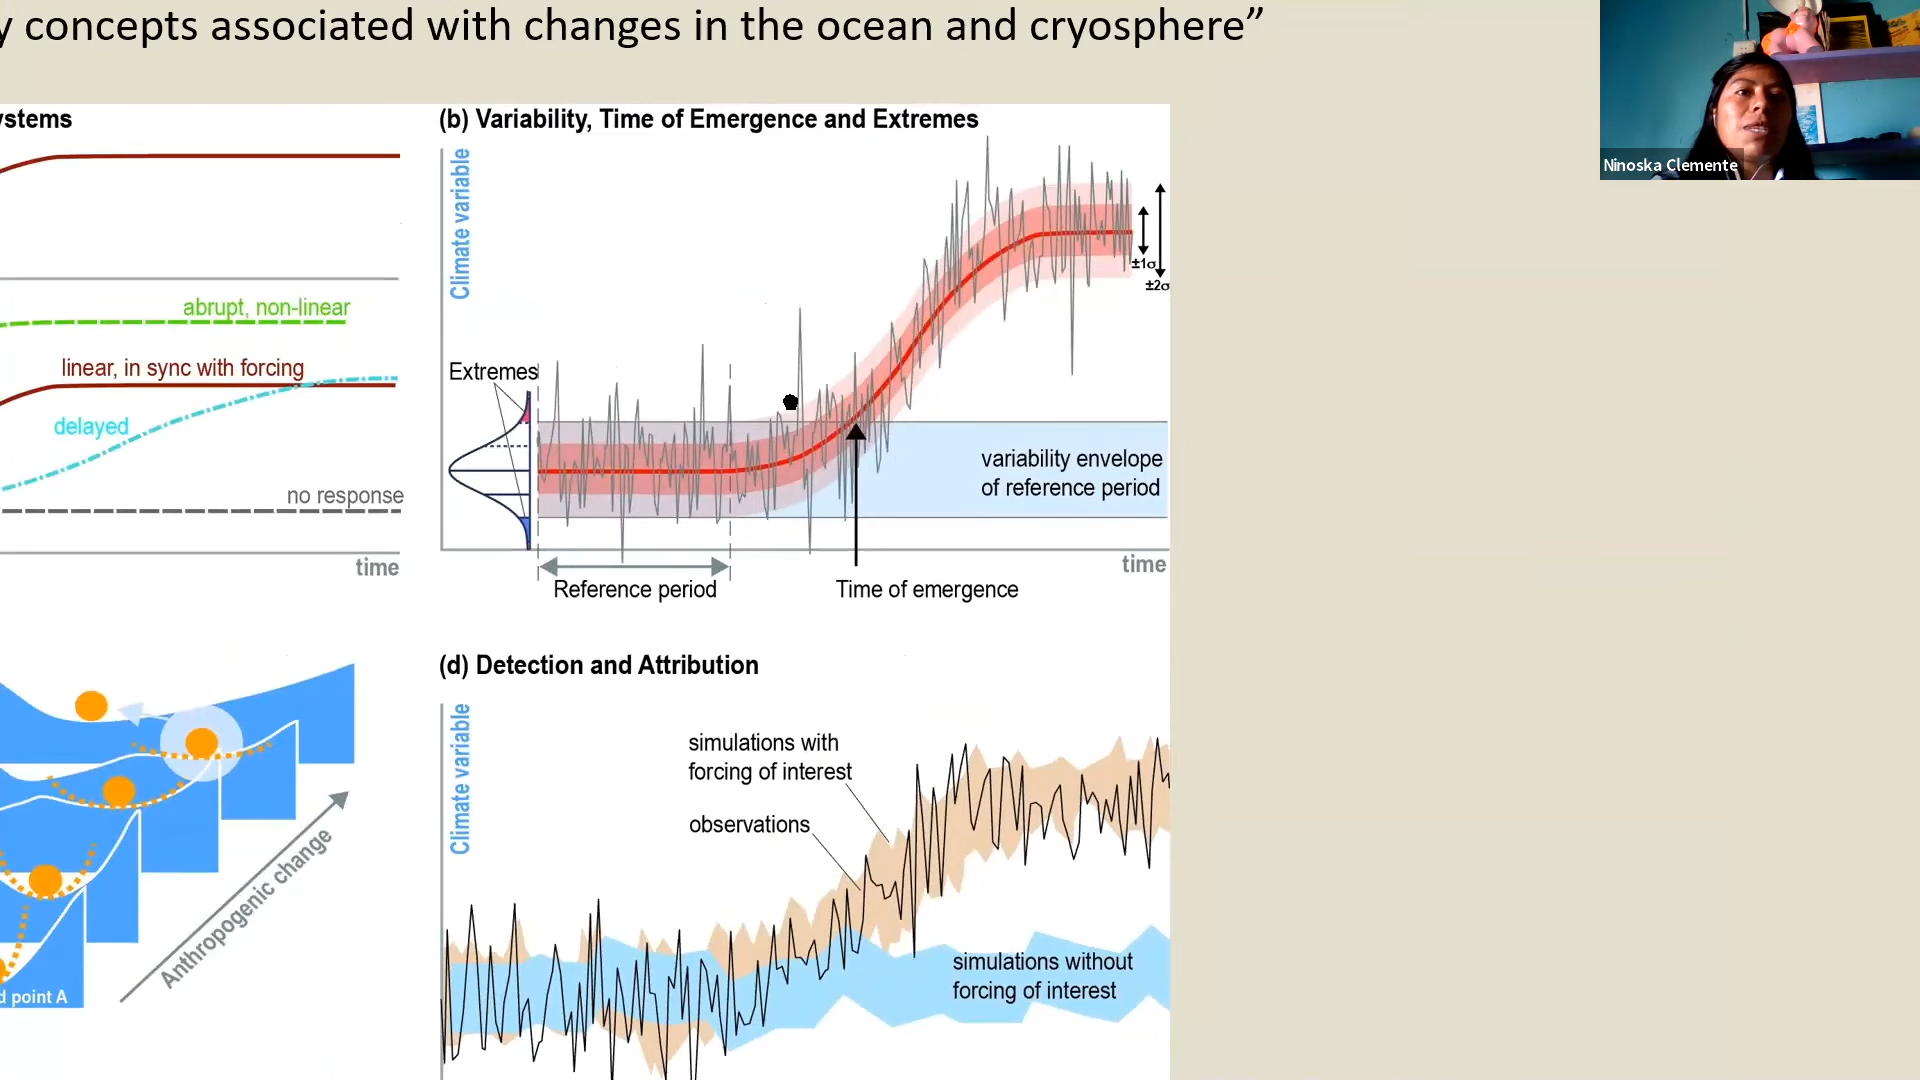 y concepts associated with changes in the ocean and cryosphere”
Ninoska Clemente
ystems
abrupt, non-linear
linear, in sync with forcing
delayed
no response
time
(b) Variability, Time of Emergence and Extremes
Climate variable
±1σ
±2σ
Extremes
variability envelope
of reference period
time
Reference period
Time of emergence
Anthropogenic change
d point A
(d) Detection and Attribution
Climate variable
simulations with
forcing of interest
observations
simulations without
forcing of interest